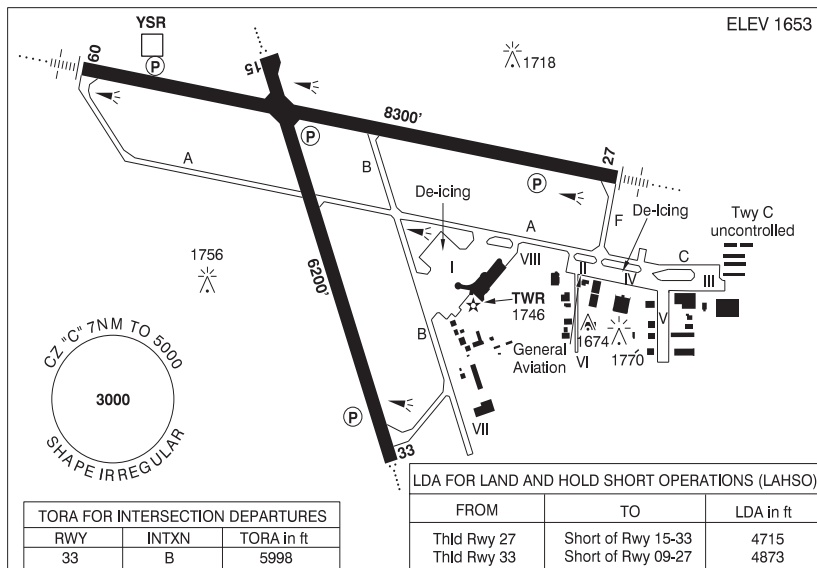 ELEV 1653
YSR
P
09
15
1718
8300'
27
P
A
B
P
De-icing
F
De-Icing
Twy C
uncontrolled
A
C
1756
I
VIII
II
IV
III
6200'
TWR
1746
V
CZ "C" 7NM TO 5000
3000
SHAPE IRREGULAR
B
General
Aviation
1674
1770
VI
P
VII
33
LDA FOR LAND AND HOLD SHORT OPERATIONS (LAHSO)
FROM TO LDA in ft
Thld Rwy 27 Short of Rwy 15-33 4715
Thld Rwy 33 Short of Rwy 09-27 4873
TORA FOR INTERSECTION DEPARTURES
RWY INTXN TORA in ft
33 B 5998